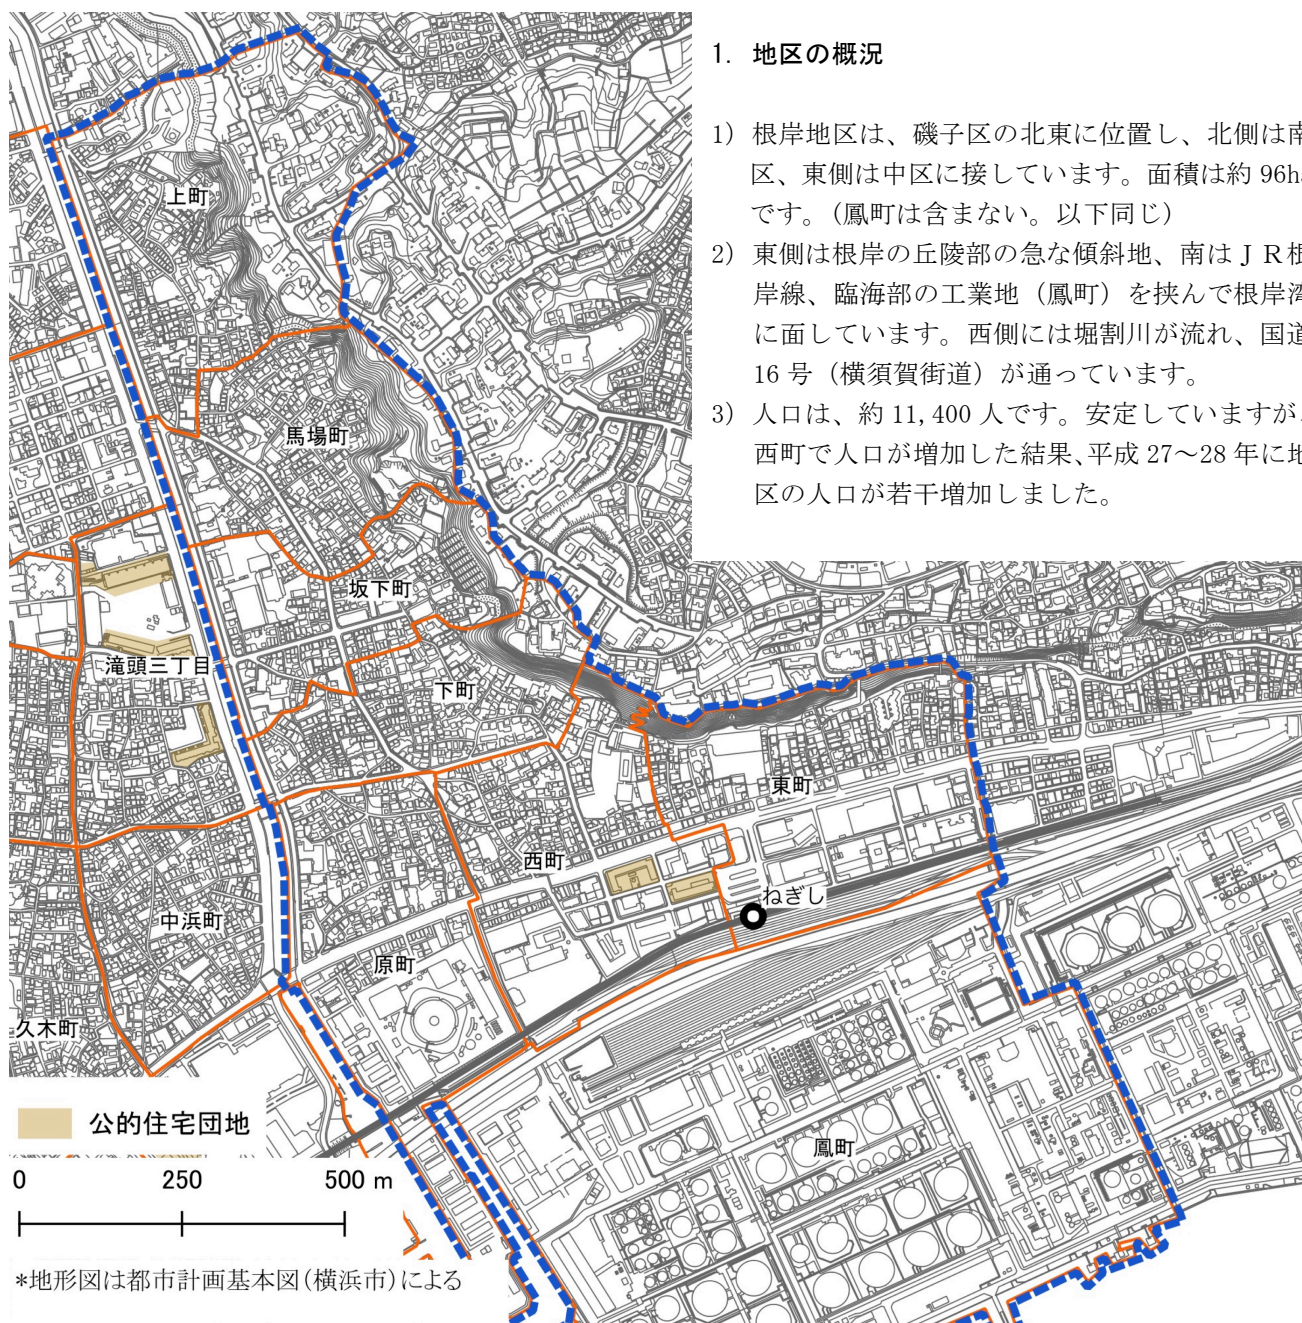 1. 地区の概況
1) 根岸地区は、磯子区の北東に位置し、北側は南
区、東側は中区に接しています。面積は約 96h
です。(鳳町は含まない。以下同じ)
2) 東側は根岸の丘陵部の急な傾斜地、南はＪＲ根
岸線、臨海部の工業地（鳳町）を挟んで根岸湾
に面しています。西側には堀割川が流れ、国道
16 号（横須賀街道）が通っています。
3) 人口は、約 11,400 人です。安定していますが、
西町で人口が増加した結果、平成 27～28 年に地
区の人口が若干増加しました。
上町
馬場町
坂下町
滝頭三丁目
下町
東町
西町
ねぎし
中浜町
原町
久木町
鳳町
公的住宅団地
0 250 500 m
*地形図は都市計画基本図(横浜市)による